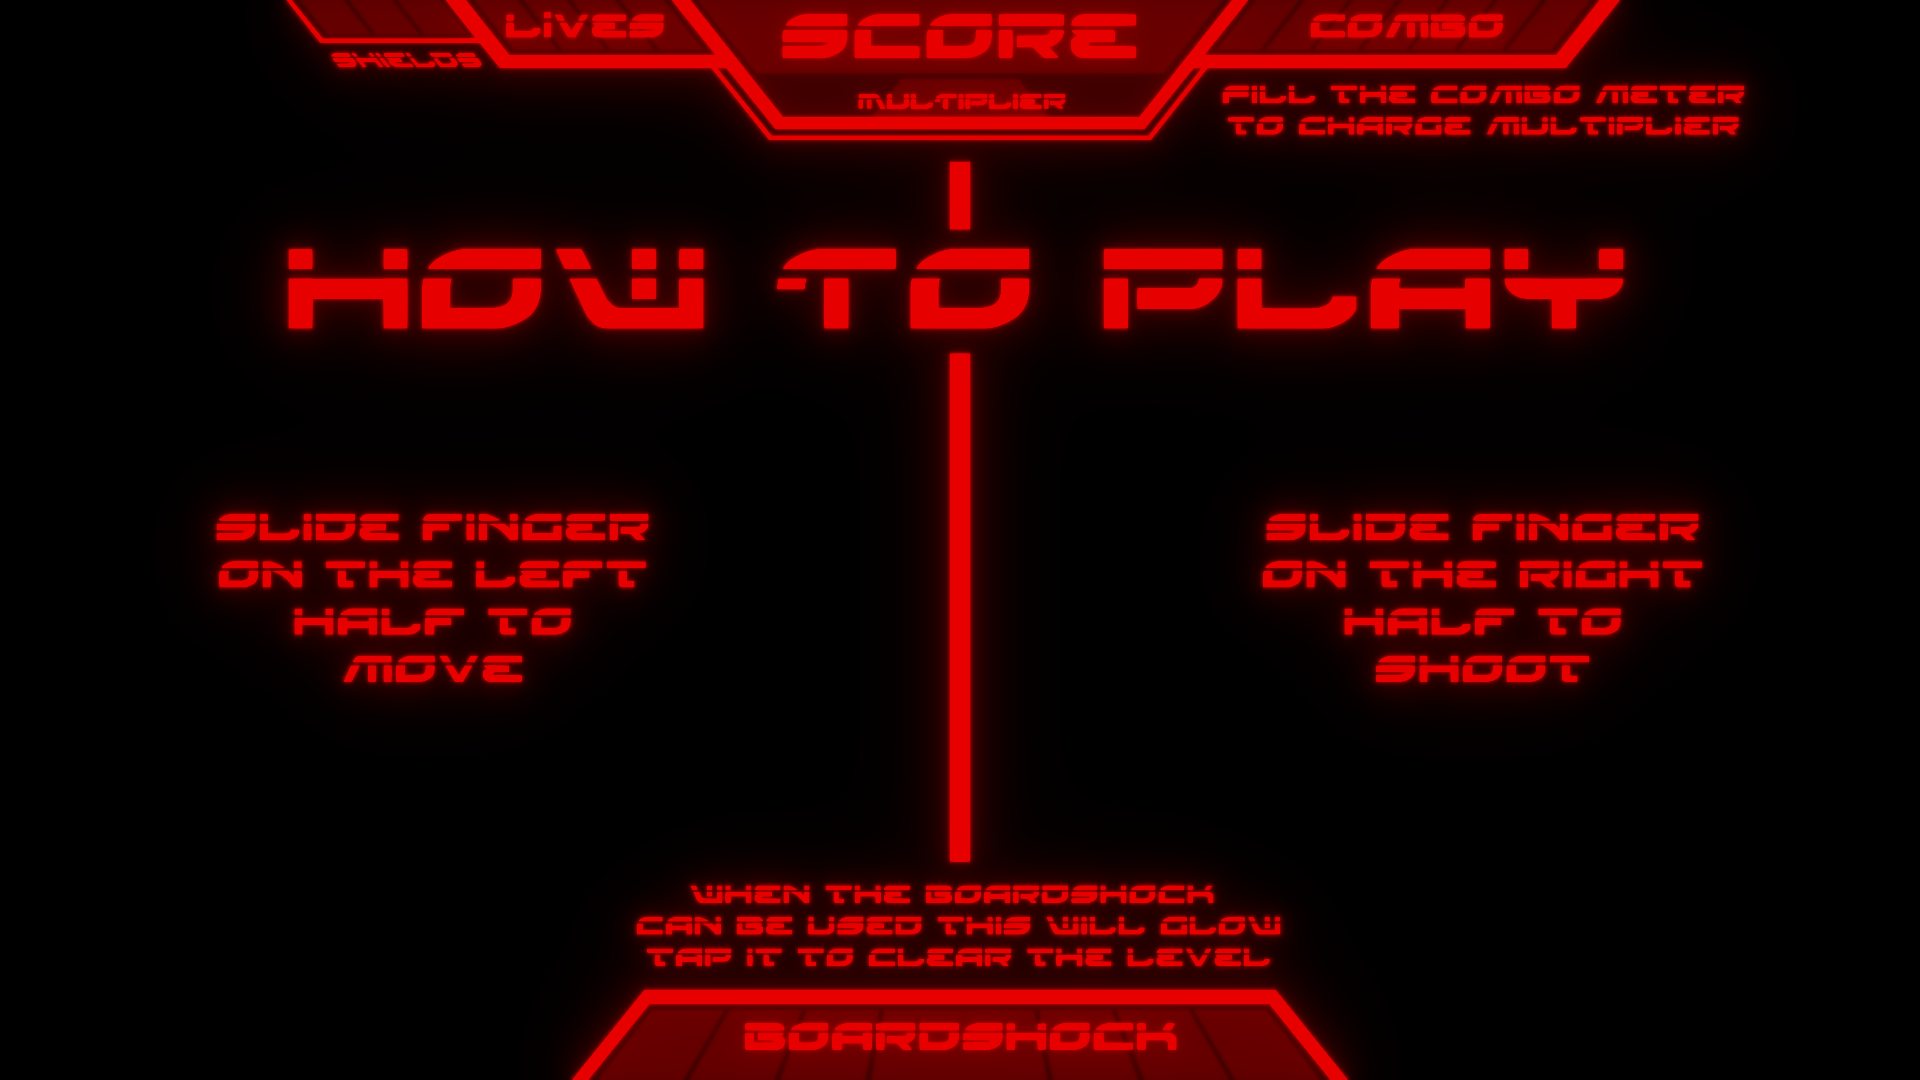 LIVES
SCORE
COMBO
SHIELDS
MULTIPLIER
FILL THE COMBO METER
TO CHARGE MULTIPLIER
HOW TO PLAY
SLIDE FINGER
ON THE LEFT
HALF TO
MOVE
SLIDE FINGER
ON THE RIGHT
HALF TO
SHOOT
WHEN THE BOARDSHOCK
CAN BE USED THIS WILL GLOW
TAP IT TO CLEAR THE LEVEL
BOARDSHOCK